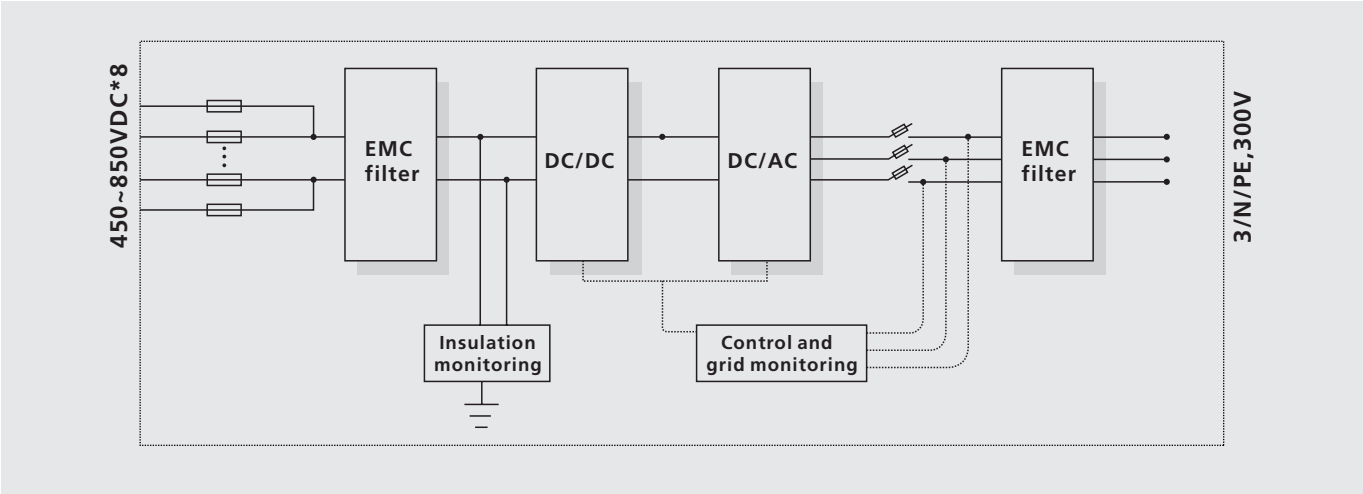 450~850VDC*8
EMC
filter
DC/DC
DC/AC
EMC
filter
3/N/PE,300V
Insulation
monitoring
Control and
grid monitoring